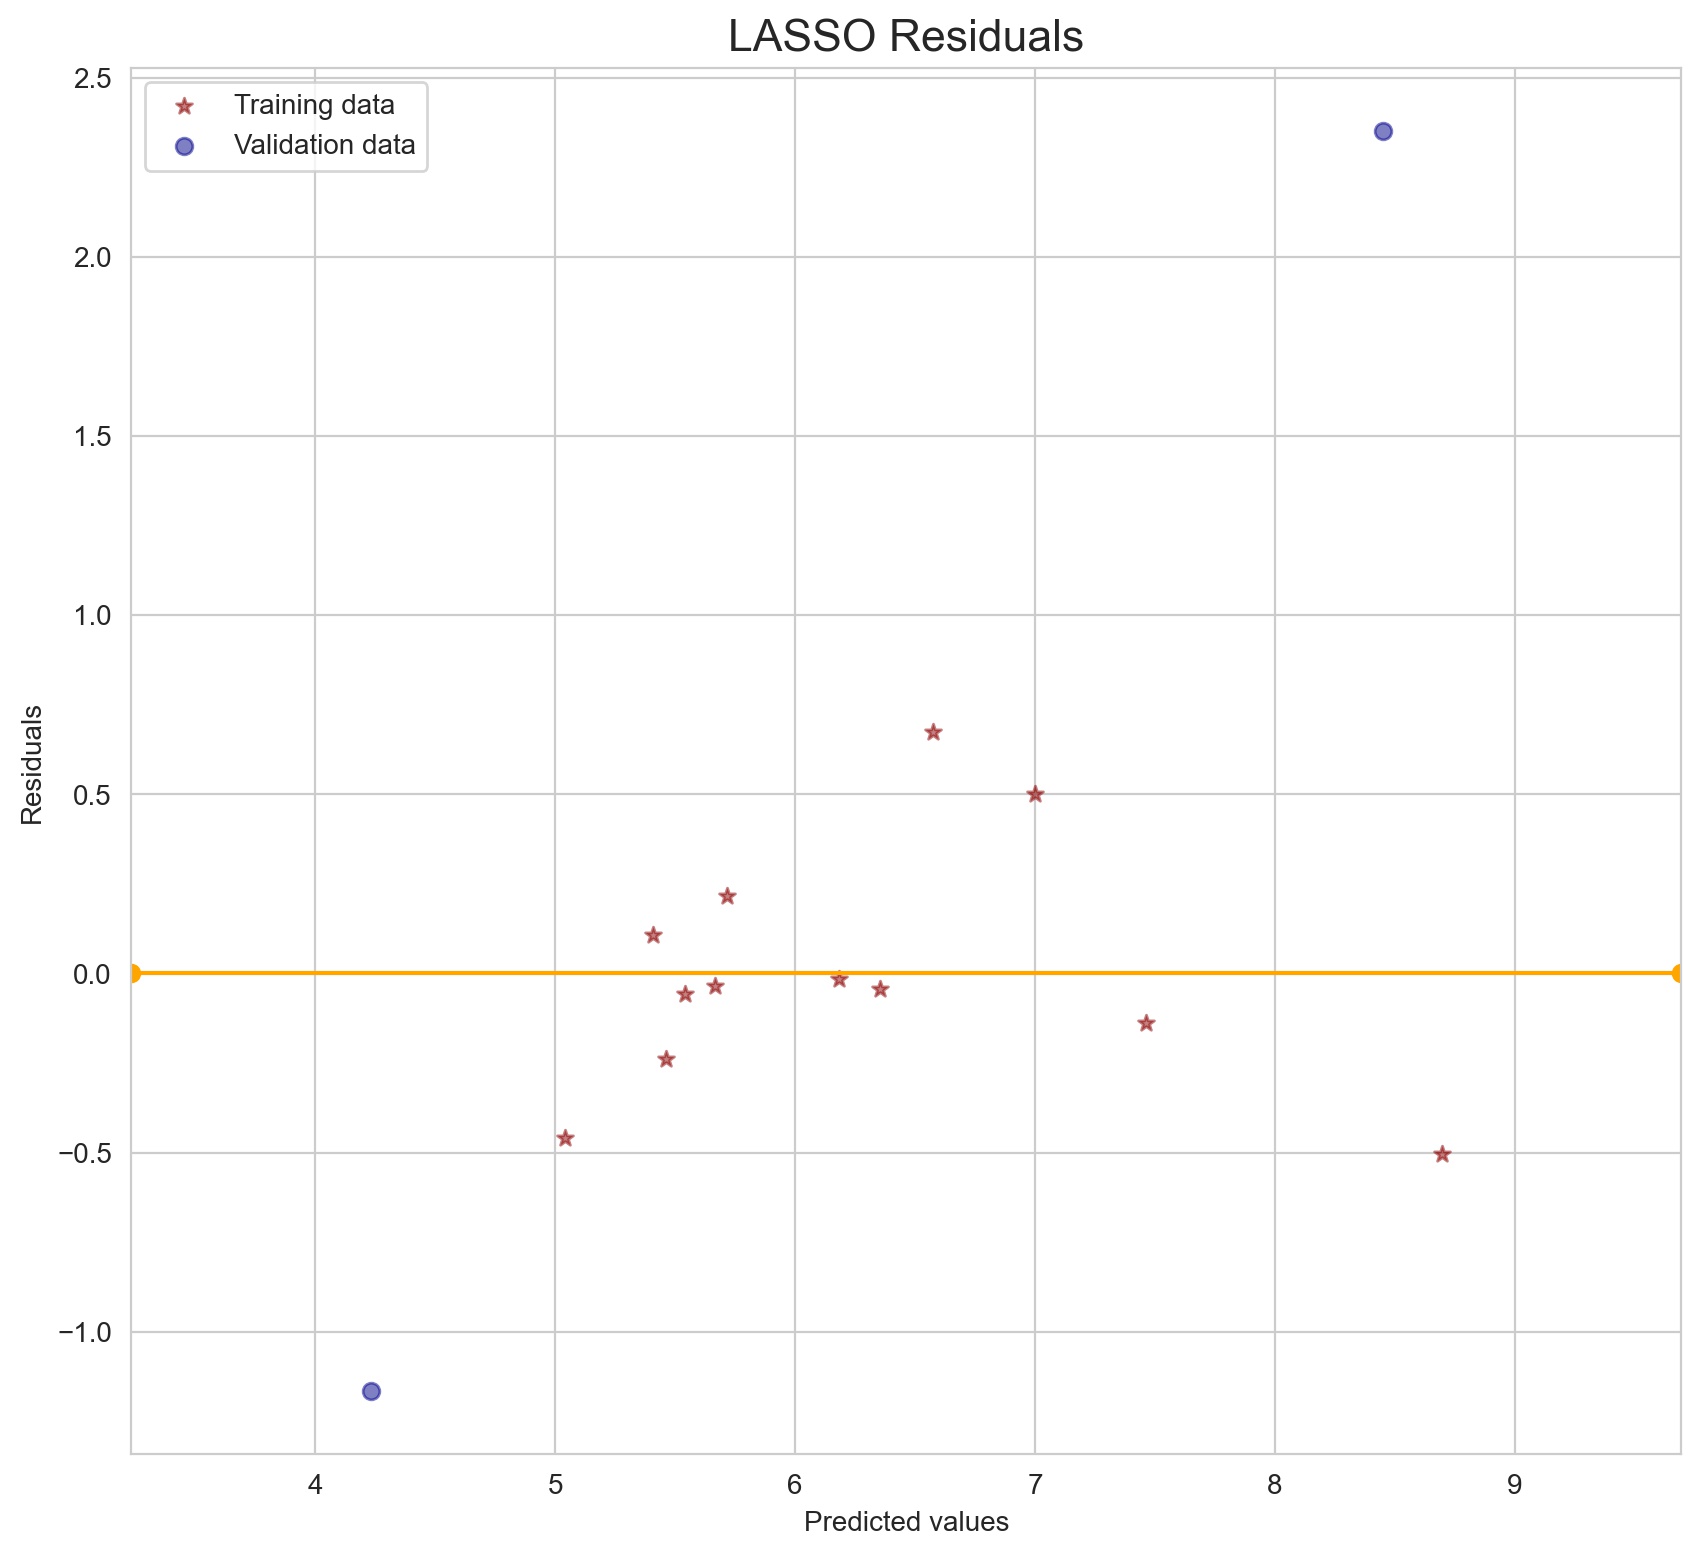 LASSO Residuals
Training data
Validation data
2.5
2.0
1.5
1.0
0.5
0.0
−0.5
−1.0
Residuals
4 5 6 7 8 9
Predicted values